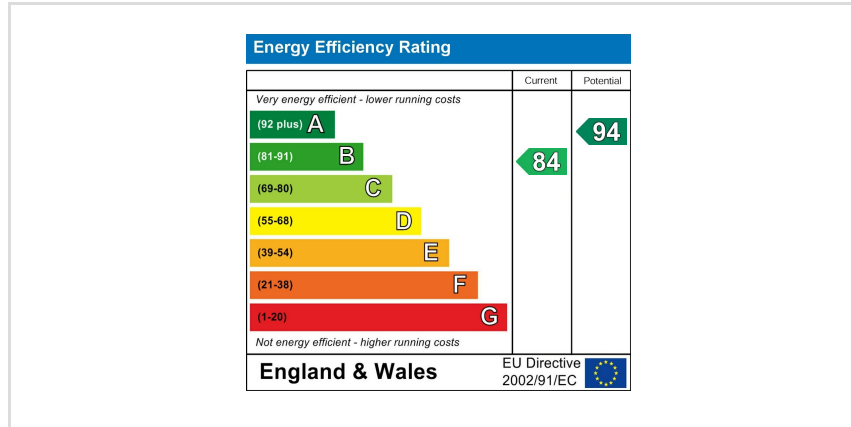 Energy Efficiency Rating
Current Potential
Very energy efficient - lower running costs
(92 plus) A
94
(81-91) B
84
(69-80) C
(55-68) D
(39-54) E
(21-38) F
(1-20) G
Not energy efficient - higher running costs
England & Wales
EU Directive
2002/91/EC